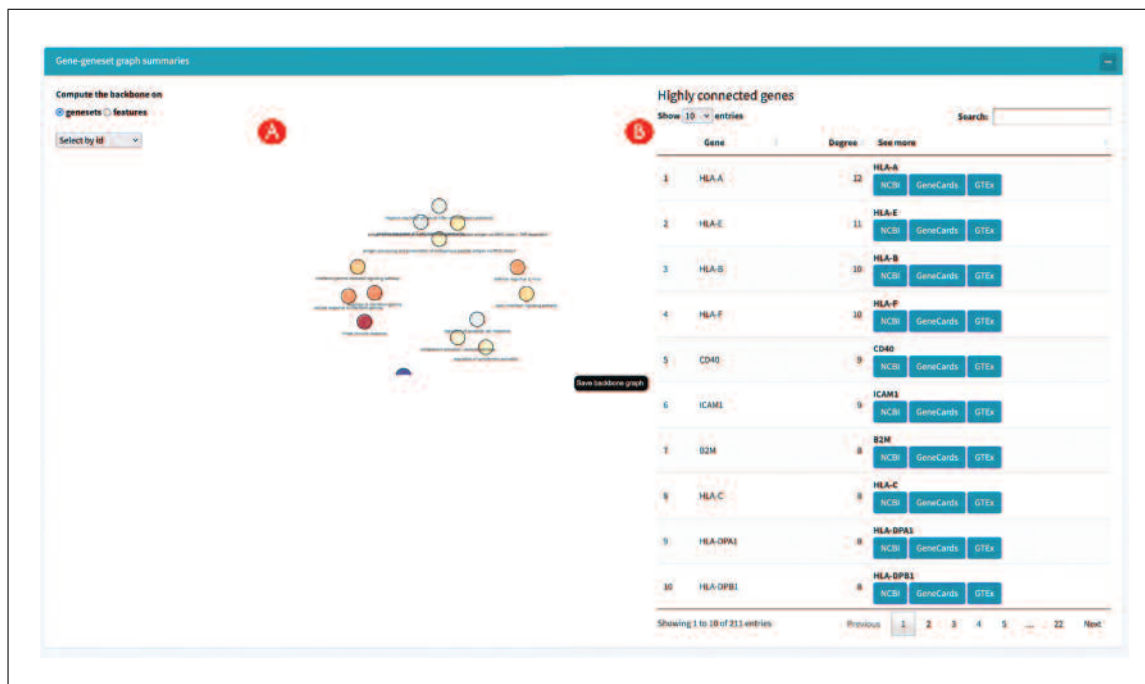 Gene-geneset graph summaries
Compute the backbone on
genesets features
Select by id
A
Save backbone graph
B
Highly connected genes
Show 10 entries
Search:
Gene Degree See more
1 HLA-A 12 HLA-A
NCBI GeneCards GTEx
2 HLA-E 11 HLA-E
NCBI GeneCards GTEx
3 HLA-B 10 HLA-B
NCBI GeneCards GTEx
4 HLA-F 10 HLA-F
NCBI GeneCards GTEx
5 CD40 9 CD40
NCBI GeneCards GTEx
6 ICAM1 9 ICAM1
NCBI GeneCards GTEx
7 B2M 8 B2M
NCBI GeneCards GTEx
8 HLA-C 8 HLA-C
NCBI GeneCards GTEx
9 HLA-DPA1 8 HLA-DPA1
NCBI GeneCards GTEx
10 HLA-DPB1 8 HLA-DPB1
NCBI GeneCards GTEx
Showing 1 to 10 of 211 entries
Previous 1 2 3 4 5 ... 22 Next